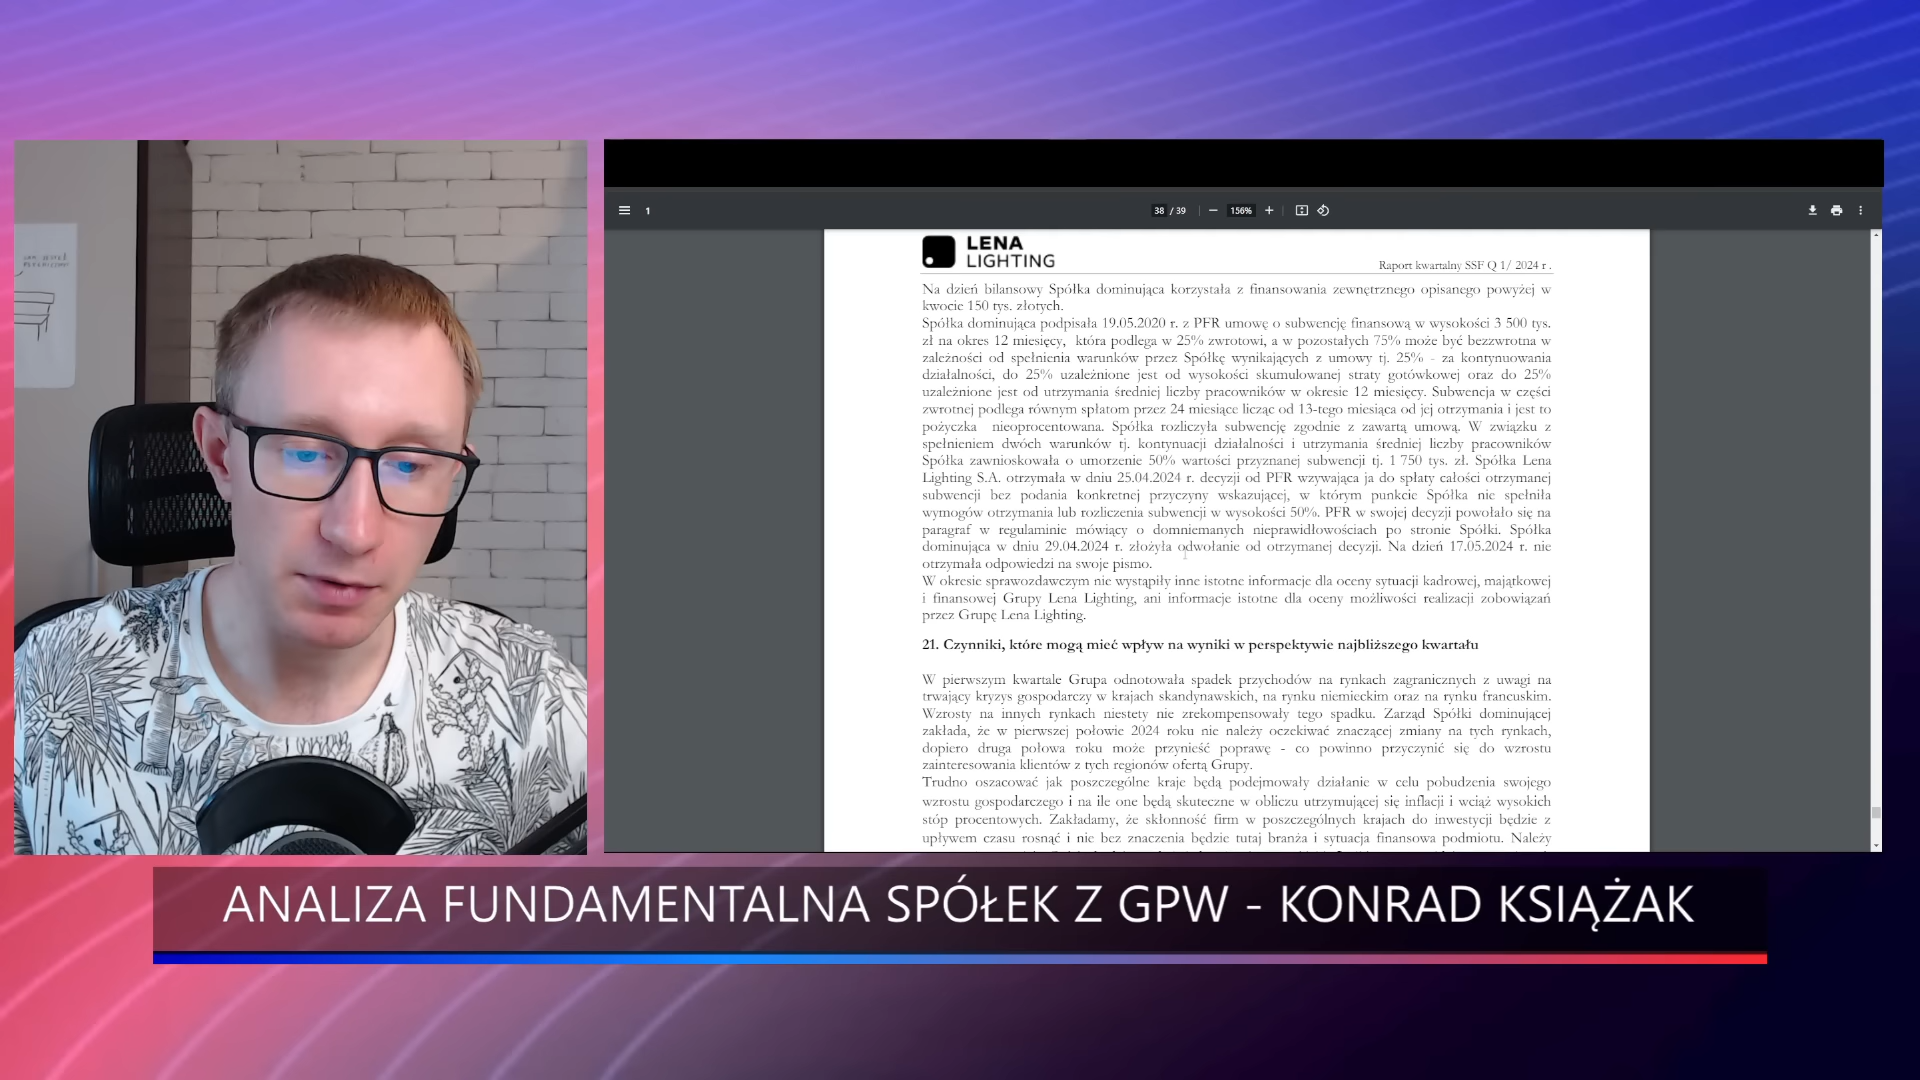 1
38 / 39
156%
LENA
LIGHTING
Raport kwartalny SSF Q 1/ 2024 r .
Na dzień bilansowy Spółka dominująca korzystała z finansowania zewnętrznego opisanego powyżej w
kwocie 150 tys. złotych.
Spółka dominująca podpisała 19.05.2020 r. z PFR umowę o subwencję finansową w wysokości 3 500 tys.
zł na okres 12 miesięcy, która podlega w 25% zwrotowi, a w pozostałych 75% może być bezzwrotna w
zależności od spełnienia warunków przez Spółkę wynikających z umowy tj. 25% - za kontynuowania
działalności, do 25% uzależnione jest od wysokości skumulowanej straty gotówkowej oraz do 25%
uzależnione jest od utrzymania średniej liczby pracowników w okresie 12 miesięcy. Subwencja w części
zwrotnej podlega równym spłatom przez 24 miesiące licząc od 13-tego miesiąca od jej otrzymania i jest to
pożyczka nieoprocentowana. Spółka rozliczyła subwencję zgodnie z zawartą umową. W związku z
spełnieniem dwóch warunków tj. kontynuacji działalności i utrzymania średniej liczby pracowników
Spółka zawnioskowała o umorzenie 50% wartości przyznanej subwencji tj. 1 750 tys. zł. Spółka Lena
Lighting S.A. otrzymała w dniu 25.04.2024 r. decyzji od PFR wzywająca ja do spłaty całości otrzymanej
subwencji bez podania konkretnej przyczyny wskazującej, w którym punkcie Spółka nie spełniła
wymogów otrzymania lub rozliczenia subwencji w wysokości 50%. PFR w swojej decyzji powołało się na
paragraf w regulaminie mówiący o domniemanych nieprawidłowościach po stronie Spółki. Spółka
dominująca w dniu 29.04.2024 r. złożyła odwołanie od otrzymanej decyzji. Na dzień 17.05.2024 r. nie
otrzymała odpowiedzi na swoje pismo.
W okresie sprawozdawczym nie wystąpiły inne istotne informacje dla oceny sytuacji kadrowej, majątkowej
i finansowej Grupy Lena Lighting, ani informacje istotne dla oceny możliwości realizacji zobowiązań
przez Grupę Lena Lighting.
21. Czynniki, które mogą mieć wpływ na wyniki w perspektywie najbliższego kwartału
W pierwszym kwartale Grupa odnotowała spadek przychodów na rynkach zagranicznych z uwagi na
trwający kryzys gospodarczy w krajach skandynawskich, na rynku niemieckim oraz na rynku francuskim.
Wzrosty na innych rynkach niestety nie zrekompensowały tego spadku. Zarząd Spółki dominującej
zakłada, że w pierwszej połowie 2024 roku nie należy oczekiwać znaczącej zmiany na tych rynkach,
dopiero druga połowa roku może przynieść poprawę - co powinno przyczynić się do wzrostu
zainteresowania klientów z tych regionów ofertą Grupy.
Trudno oszacować jak poszczególne kraje będą podejmowały działanie w celu pobudzenia swojego
wzrostu gospodarczego i na ile one będą skuteczne w obliczu utrzymującej się inflacji i wciąż wysokich
stóp procentowych. Zakładamy, że skłonność firm w poszczególnych krajach do inwestycji będzie z
upływem czasu rosnąć i nie bez znaczenia będzie tutaj branża i sytuacja finansowa podmiotu. Należy
ANALIZA FUNDAMENTALNA SPÓŁEK Z GPW - KONRAD KSIĄŻAK